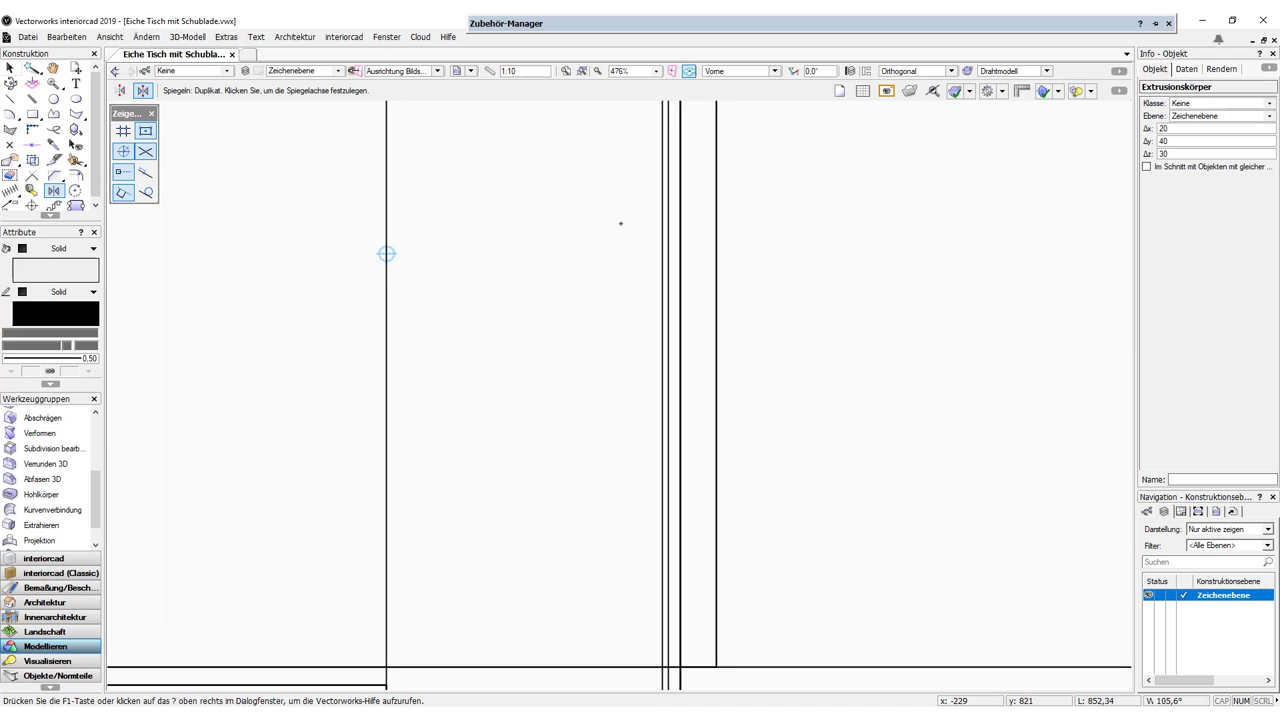 Vectorworks interiorcad 2019 - [Eiche Tisch mit Schublade.vwx]
Zubehör-Manager
Datei Bearbeiten Ansicht Ändern 3D-Modell Extras Text Architektur interiorcad Fenster Cloud Hilfe
Konstruktion
Eiche Tisch mit Schubla...
Info - Objekt
Keine Zeichenebene Ausrichtung Bilds... 1:10 476% Vorne 0.0° Orthogonal Drahtmodell
Objekt Daten Rendern
Spiegeln: Duplikat. Klicken Sie, um die Spiegelachse festzulegen.
Extrusionskörper
Klasse: Keine
Ebene: Zeichenebene
Δx: 20
Δy: 40
Δz: 30
Im Schnitt mit Objekten mit gleicher ...
Zeige...
Attribute
Solid
Solid
0,50
Werkzeuggruppen
Abschrägen
Verformen
Subdivision bearb...
Verrunden 3D
Abfasen 3D
Hohlkörper
Kurvenverbindung
Extrahieren
Projektion
interiorcad
interiorcad (Classic)
Bemaßung/Besch...
Architektur
Innenarchitektur
Landschaft
Modellieren
Visualisieren
Objekte/Normteile
Name:
Navigation - Konstruktionseb...
Darstellung: Nur aktive zeigen
Filter: <Alle Ebenen>
Suchen
Status Konstruktionsebene
Zeichenebene
Drücken Sie die F1-Taste oder klicken auf das ? oben rechts im Dialogfenster, um die Vectorworks-Hilfe aufzurufen.
x: -229 y: 821 L: 852,34 W: 105,6° CAP NUM SCRL